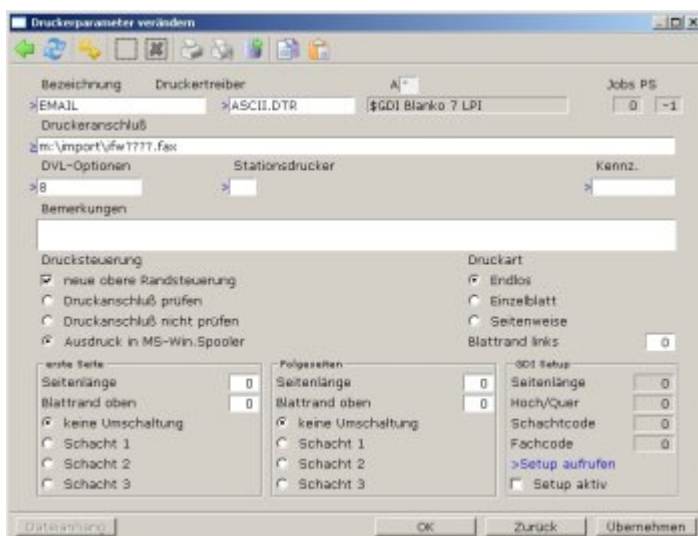 Druckerparameter verändern
Bezeichnung Druckertreiber A * Jobs PS
>EMAIL >ASCII.DTR $GDI Blanko 7 LPI 0 -1
Druckeranschluß
>m:\import\ifw????.fax
DVL-Optionen Stationsdrucker Kennz.
>8 > >
Bemerkungen
Drucksteuerung Druckart
neue obere Randsteuerung Endlos
Druckanschluß prüfen Einzelblatt
Druckanschluß nicht prüfen Seitenweise
Ausdruck in MS-Win.Spooler Blattrand links 0
erste Seite Folgeseiten GDI Setup
Seitenlänge 0 Seitenlänge 0 Seitenlänge 0
Blattrand oben 0 Blattrand oben 0 Hoch/Quer 0
keine Umschaltung keine Umschaltung Schachtcode 0
Schacht 1 Schacht 1 Fachcode 0
Schacht 2 Schacht 2 >Setup aufrufen
Schacht 3 Schacht 3 Setup aktiv
Dateianhang OK Zurück Übernehmen